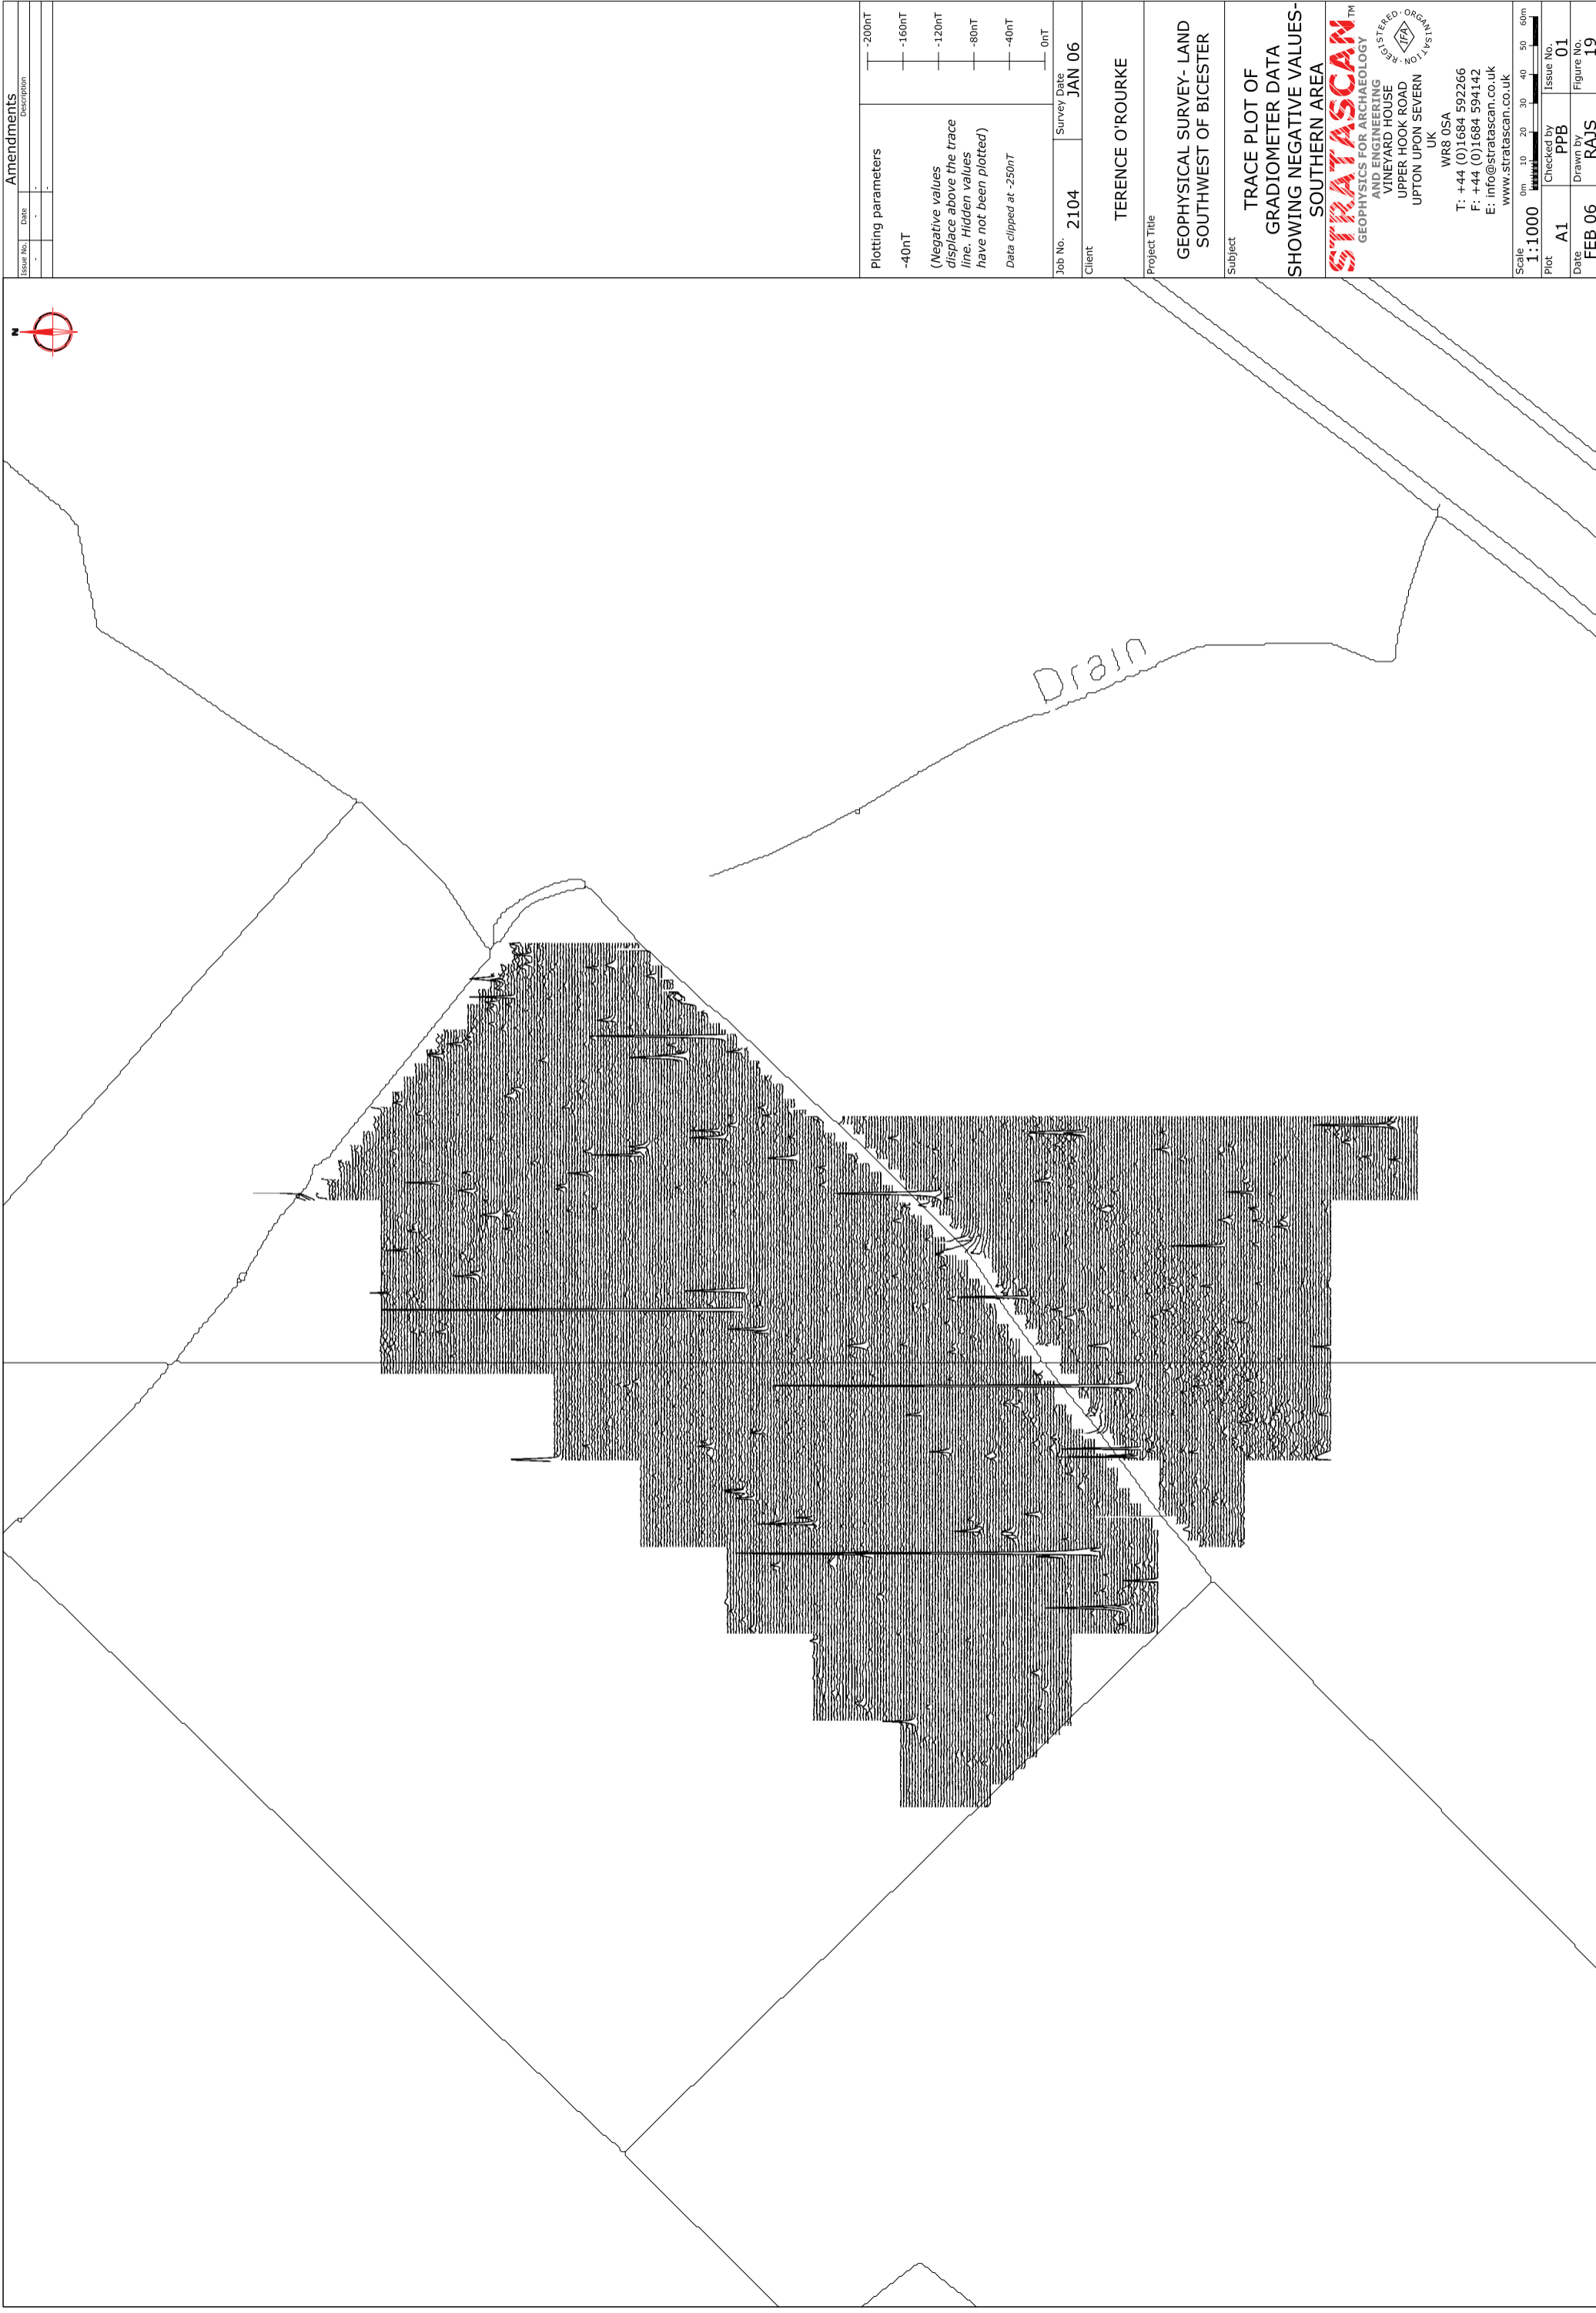 Amendments
Issue No.
Date
Description
-
-
-
-
-
N
Drain
Plotting parameters
-40nT
(Negative values
displace above the trace
line. Hidden values
have not been plotted)
Data clipped at -250nT
-200nT
-160nT
-120nT
-80nT
-40nT
0nT
Job No. 2104
Survey Date JAN 06
Client
TERENCE O'ROURKE
Project Title
GEOPHYSICAL SURVEY- LAND
SOUTHWEST OF BICESTER
Subject
TRACE PLOT OF
GRADIOMETER DATA
SHOWING NEGATIVE VALUES-
SOUTHERN AREA
STRATASCAN™
GEOPHYSICS FOR ARCHAEOLOGY
AND ENGINEERING
VINEYARD HOUSE
UPPER HOOK ROAD
UPTON UPON SEVERN
UK
WR8 0SA
REGISTERED · ORGANISATION · IFA
T: +44 (0)1684 592266
F: +44 (0)1684 594142
E: info@stratascan.co.uk
www.stratascan.co.uk
Scale
1:1000
0m 10 20 30 40 50 60m
Plot
A1
Checked by
PPB
Issue No.
01
Date
FEB 06
Drawn by
RAJS
Figure No.
19